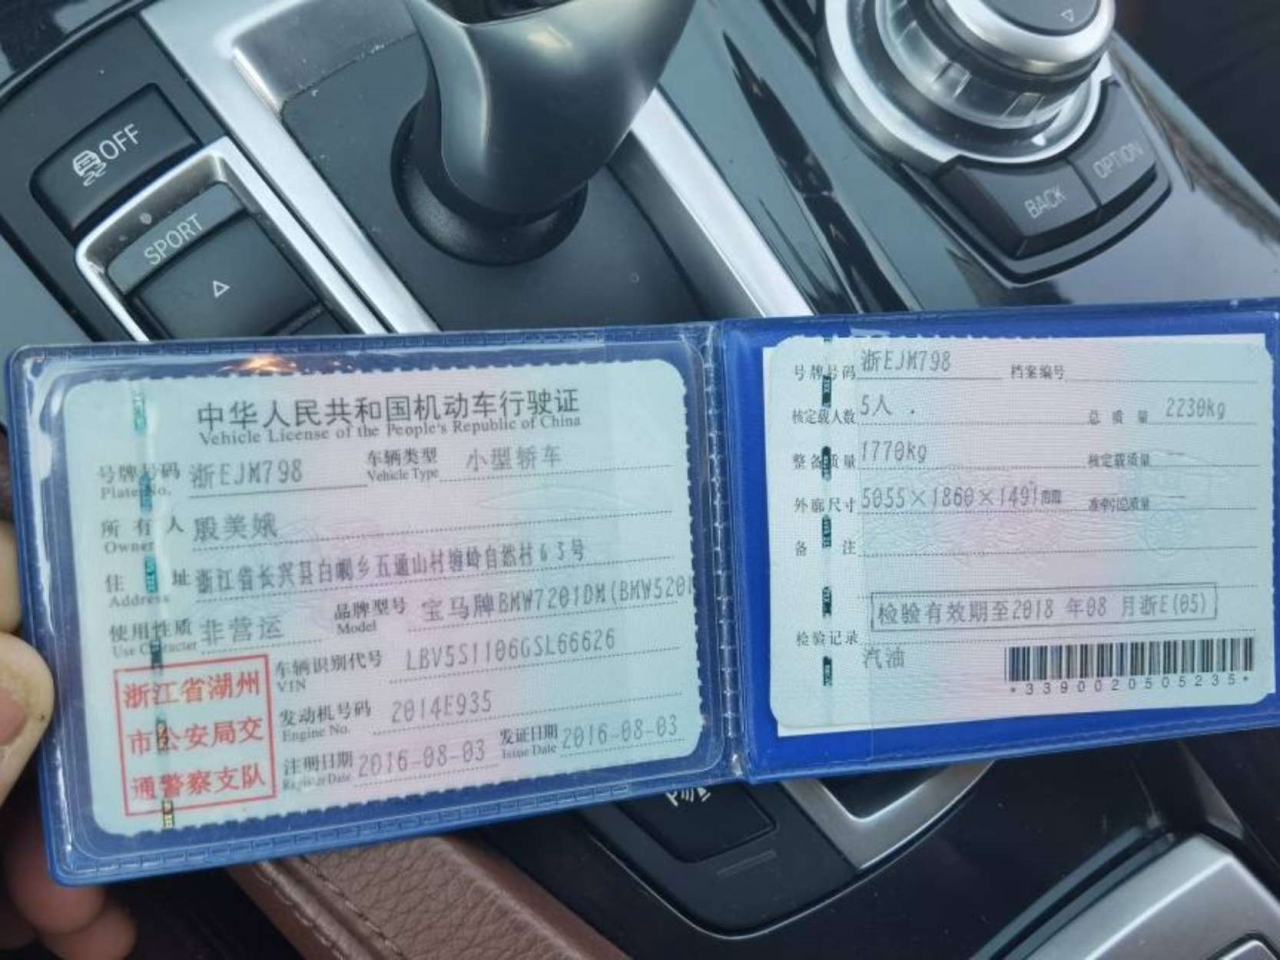 OFF
SPORT
BACK
OPTION
中华人民共和国机动车行驶证
Vehicle License of the People's Republic of China
号牌号码 浙EJM798 车辆类型 小型轿车
Plate No. Vehicle Type
所有人 殷美娥
Owner
住址 浙江省长兴县白岘乡五通山村缠岭自然村63号
Address
使用性质 非营运 品牌型号 宝马牌BMW7201DM(BMW520I
Use Character Model
车辆识别代号 LBV5S1106GSL66626
VIN
发动机号码 2014E935
Engine No.
注册日期 2016-08-03 发证日期 2016-08-03
Register Date Issue Date
浙江省湖州
市公安局交
通警察支队
号牌号码 浙EJM798 档案编号
核定载人数 5人 总质量 2230kg
整备质量 1770kg 核定载质量
外廓尺寸 5055×1860×1491mm 准牵引总质量
备注
检验有效期至2018年08月浙E(05)
检验记录
汽油
*3390020505235*